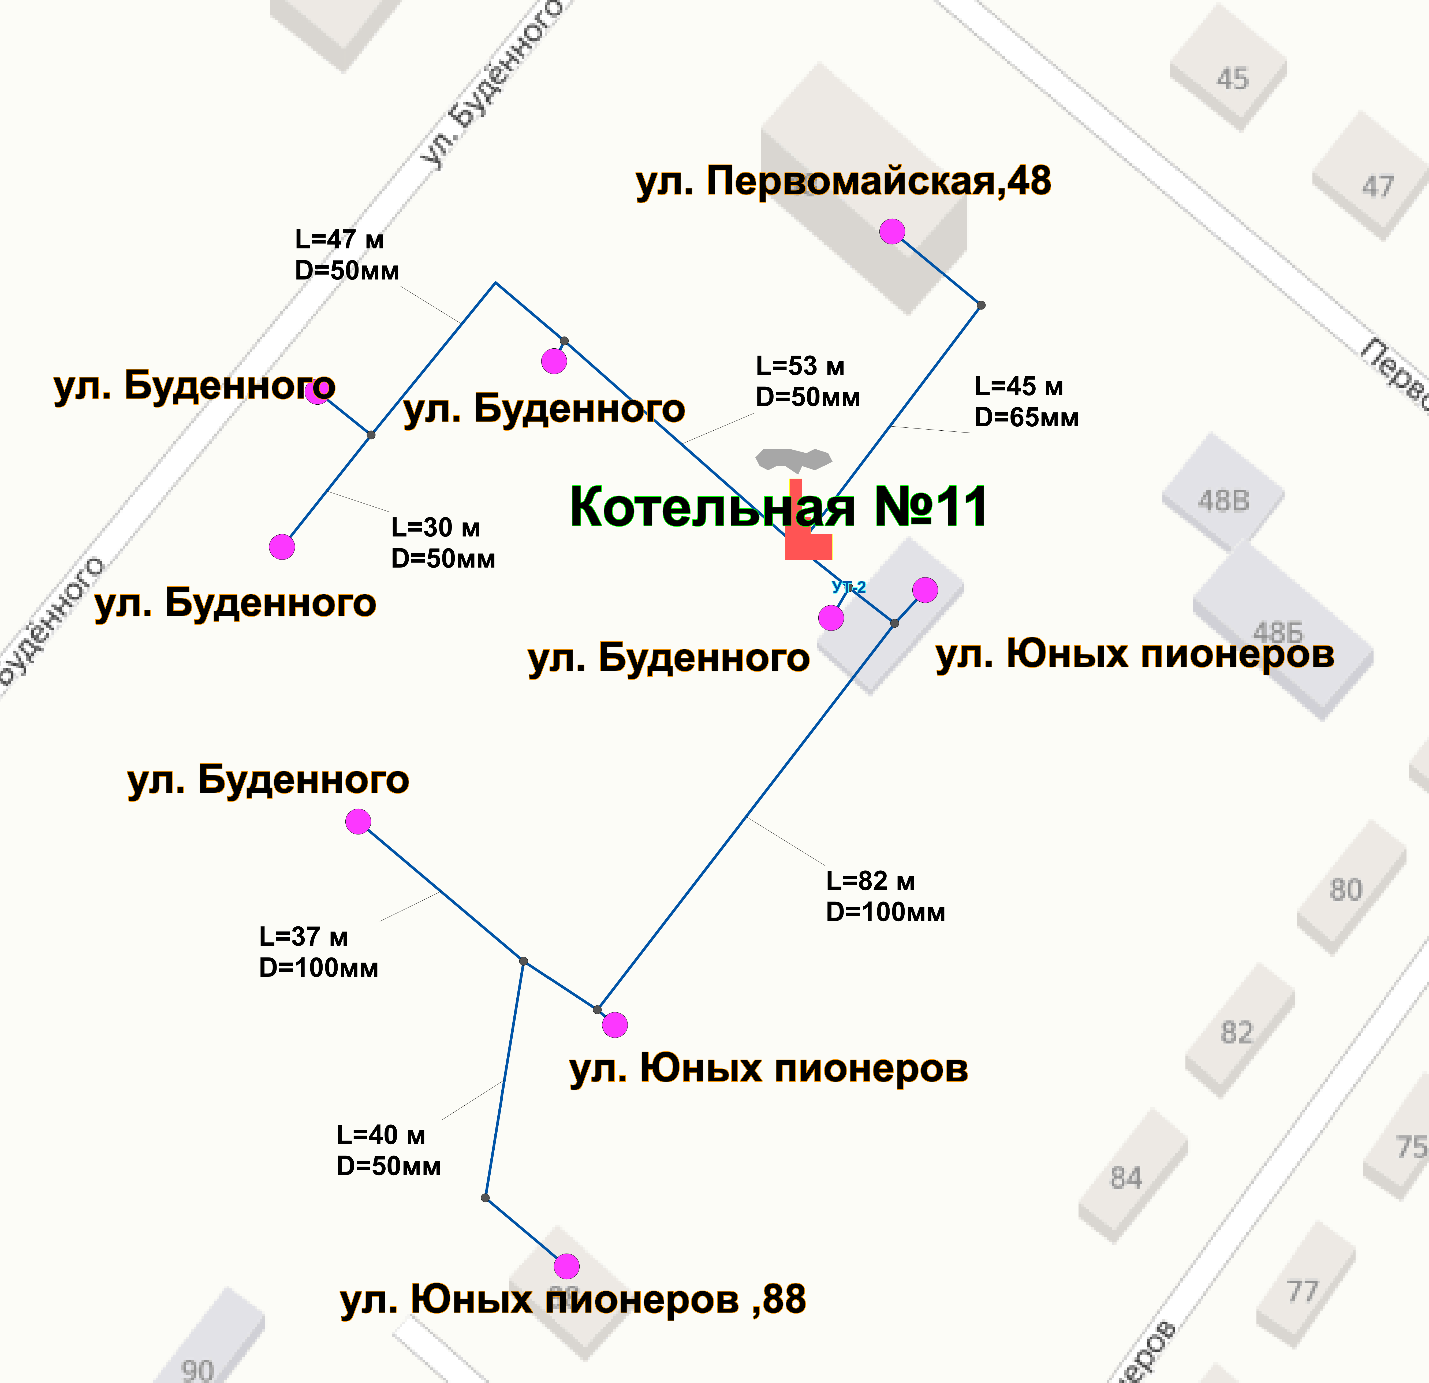 ул. Будённого
45
47
ул. Первомайская,48
L=47 м
D=50мм
L=53 м
D=50мм
L=45 м
D=65мм
ул. Буденного
ул. Буденного
Перво
Котельная №11
48В
L=30 м
D=50мм
УТ-2
ул. Буденного
Будённого
48Б
ул. Буденного
ул. Юных пионеров
ул. Буденного
L=82 м
D=100мм
80
L=37 м
D=100мм
82
ул. Юных пионеров
L=40 м
D=50мм
84
75
ул. Юных пионеров ,88
77
90
неров